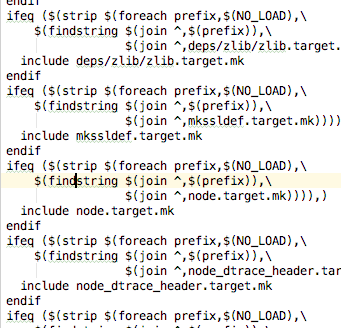 endif
ifeq ($(strip $(foreach prefix,$(NO_LOAD),\
$(findstring $(join ^,$(prefix)),\
$(join ^,deps/zlib/zlib.target.
include deps/zlib/zlib.target.mk
endif
ifeq ($(strip $(foreach prefix,$(NO_LOAD),\
$(findstring $(join ^,$(prefix)),\
$(join ^,mkssldef.target.mk))))
include mkssldef.target.mk
endif
ifeq ($(strip $(foreach prefix,$(NO_LOAD),\
$(findstring $(join ^,$(prefix)),\
$(join ^,node.target.mk)))),)
include node.target.mk
endif
ifeq ($(strip $(foreach prefix,$(NO_LOAD),\
$(findstring $(join ^,$(prefix)),\
$(join ^,node_dtrace_header.tar
include node_dtrace_header.target.mk
endif
ifeq ($(strip $(foreach prefix,$(NO_LOAD),\